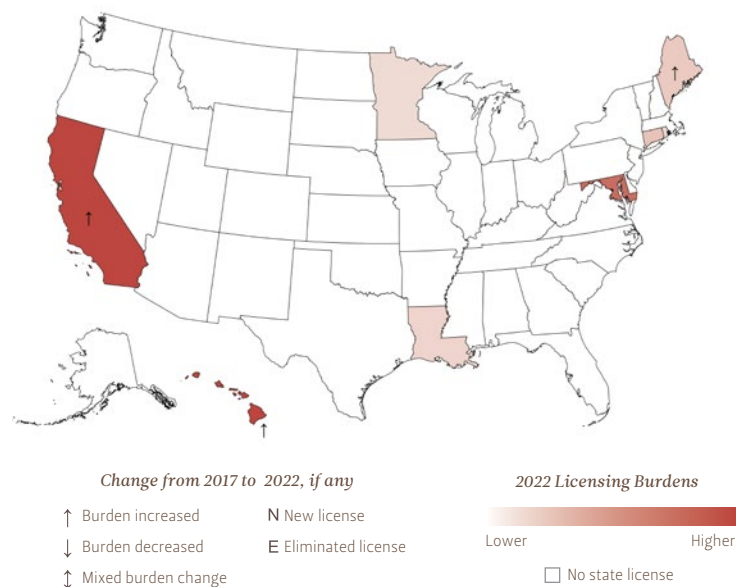 Change from 2017 to 2022, if any
↑ Burden increased
↓ Burden decreased
↕ Mixed burden change
N New license
E Eliminated license
2022 Licensing Burdens
Lower Higher
No state license